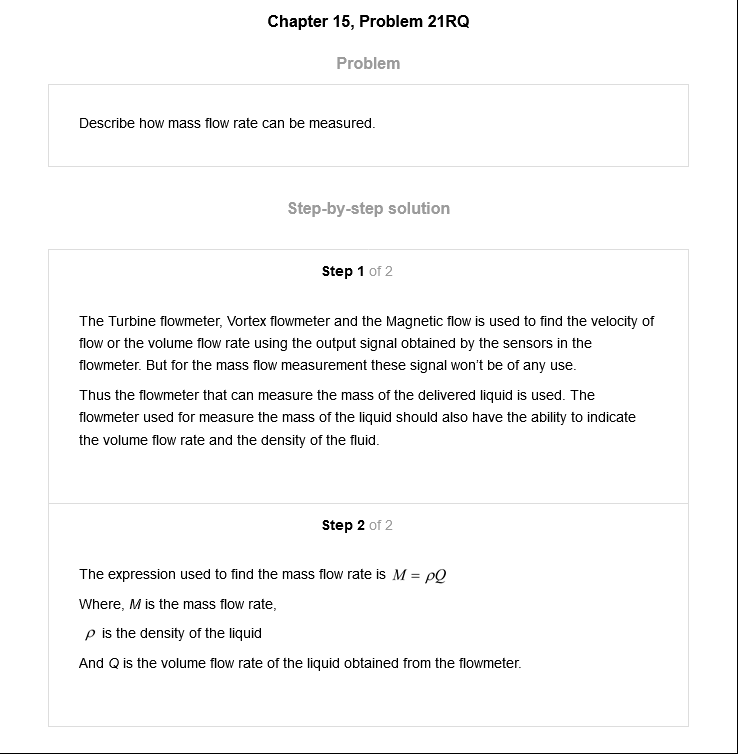 Chapter 15, Problem 21RQ
Problem
Describe how mass flow rate can be measured.
Step-by-step solution
Step 1 of 2
The Turbine flowmeter, Vortex flowmeter and the Magnetic flow is used to find the velocity of
flow or the volume flow rate using the output signal obtained by the sensors in the
flowmeter. But for the mass flow measurement these signal won't be of any use.
Thus the flowmeter that can measure the mass of the delivered liquid is used. The
flowmeter used for measure the mass of the liquid should also have the ability to indicate
the volume flow rate and the density of the fluid.
Step 2 of 2
The expression used to find the mass flow rate is M = ρQ
Where, M is the mass flow rate,
ρ is the density of the liquid
And Q is the volume flow rate of the liquid obtained from the flowmeter.